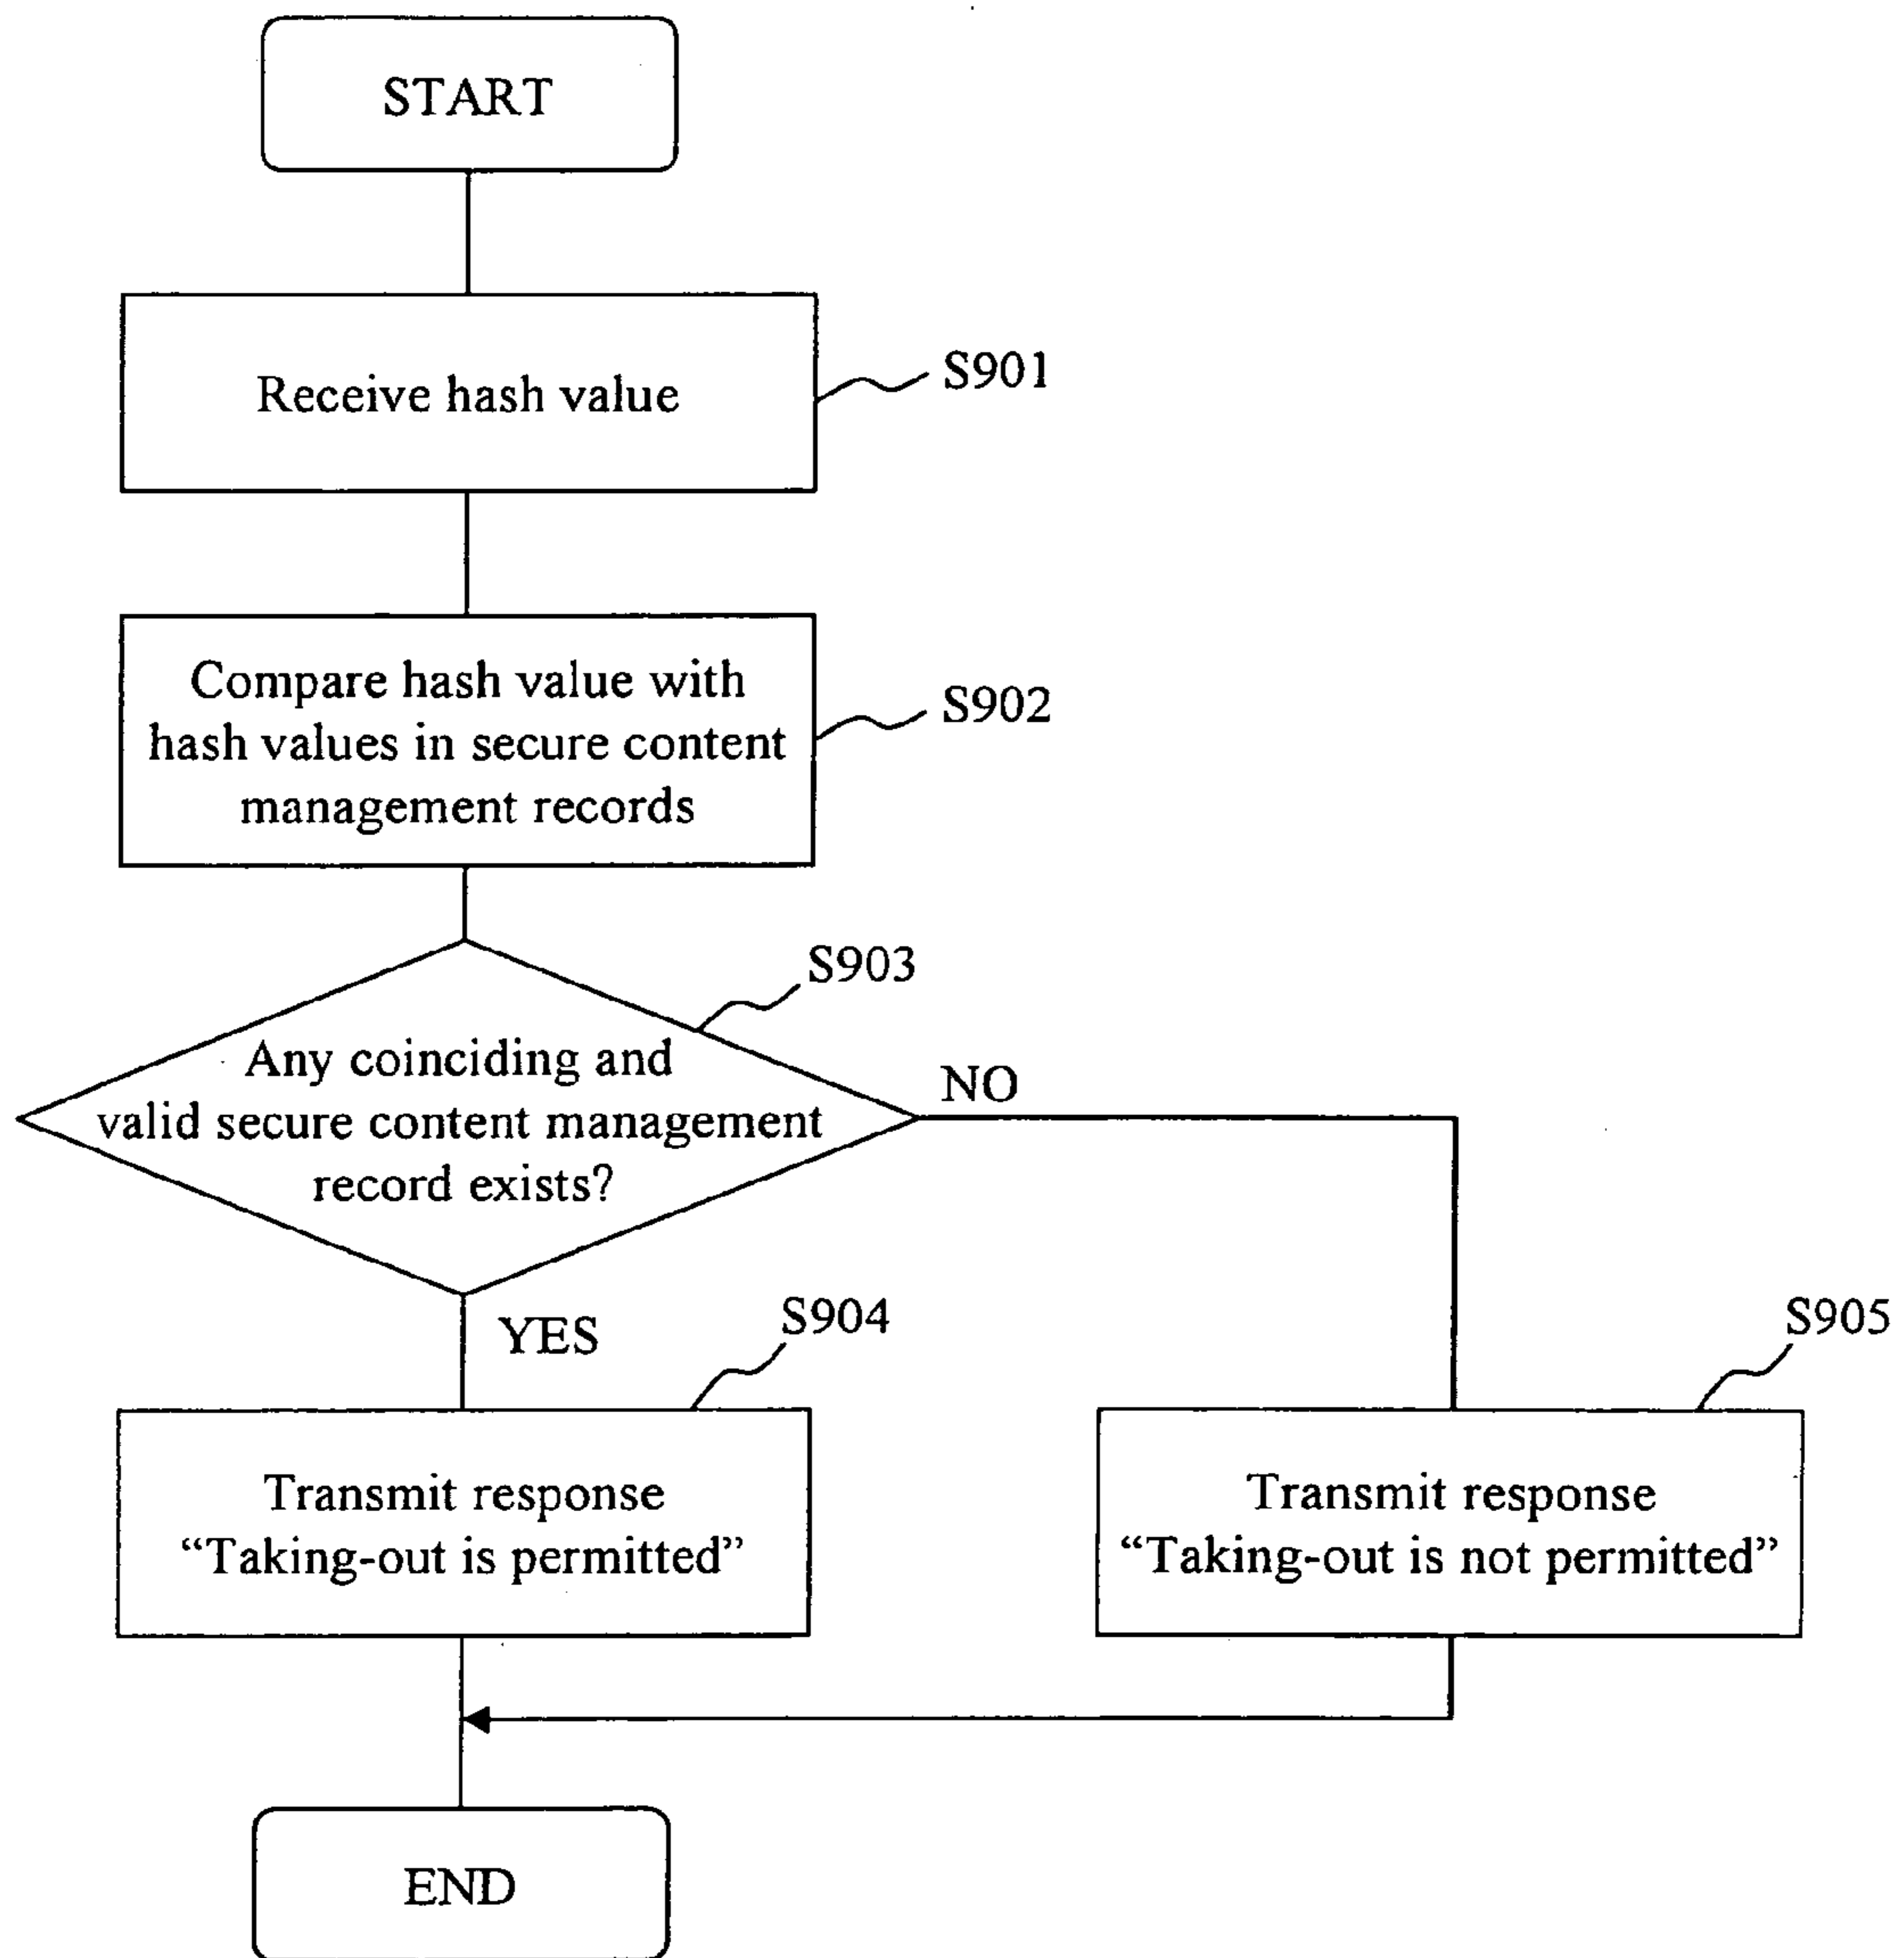 START
Receive hash value
S901
Compare hash value with
hash values in secure content
management records
S902
S903
Any coinciding and
valid secure content management
record exists?
NO
YES
S904
S905
Transmit response
“Taking-out is permitted”
Transmit response
“Taking-out is not permitted”
END